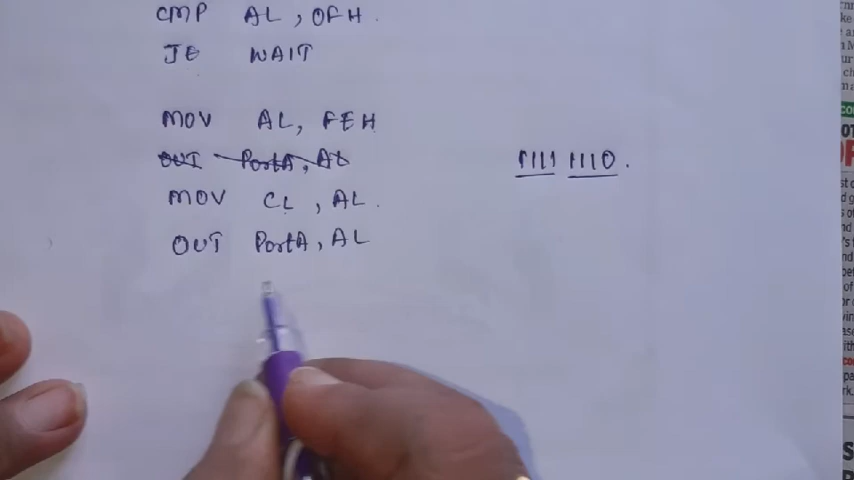 CMP AL, 0FH.
JE WAIT
MOV AL, FEH
OUT PortA, AL
1111 1110.
MOV CL, AL.
OUT PortA, AL